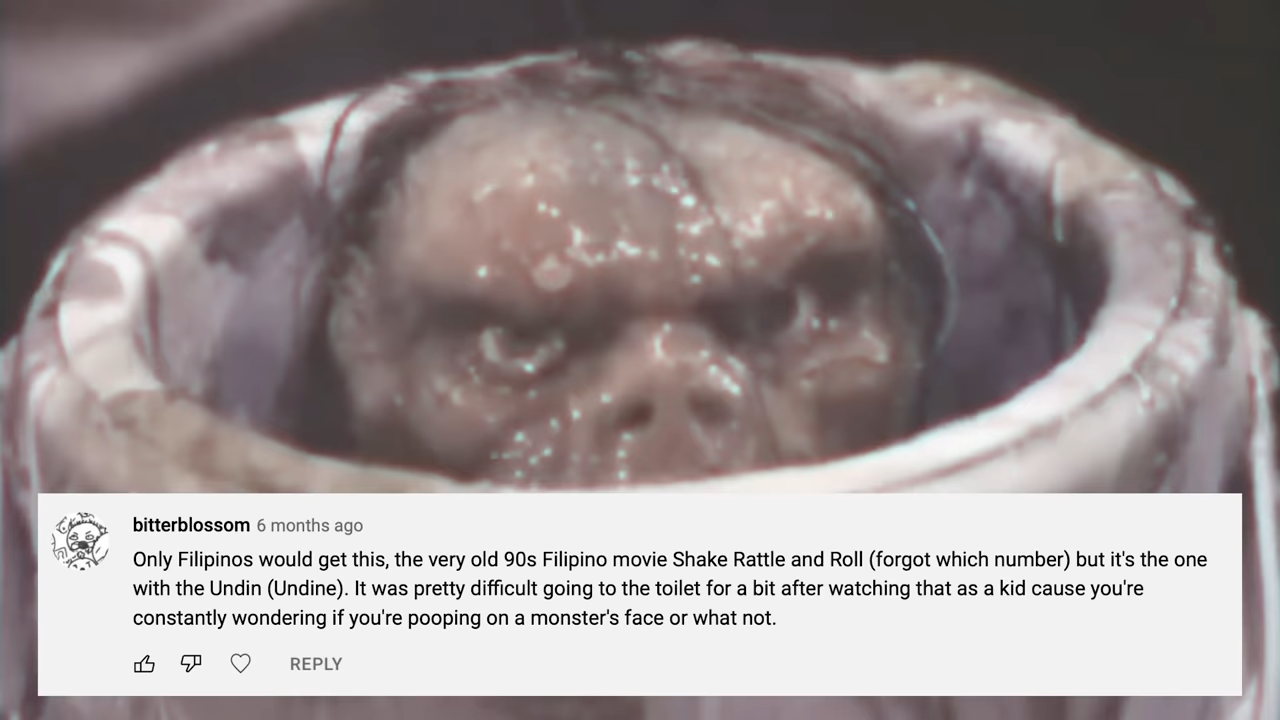 bitterblossom 6 months ago
Only Filipinos would get this, the very old 90s Filipino movie Shake Rattle and Roll (forgot which number) but it's the one
with the Undin (Undine). It was pretty difficult going to the toilet for a bit after watching that as a kid cause you're
constantly wondering if you're pooping on a monster's face or what not.
REPLY